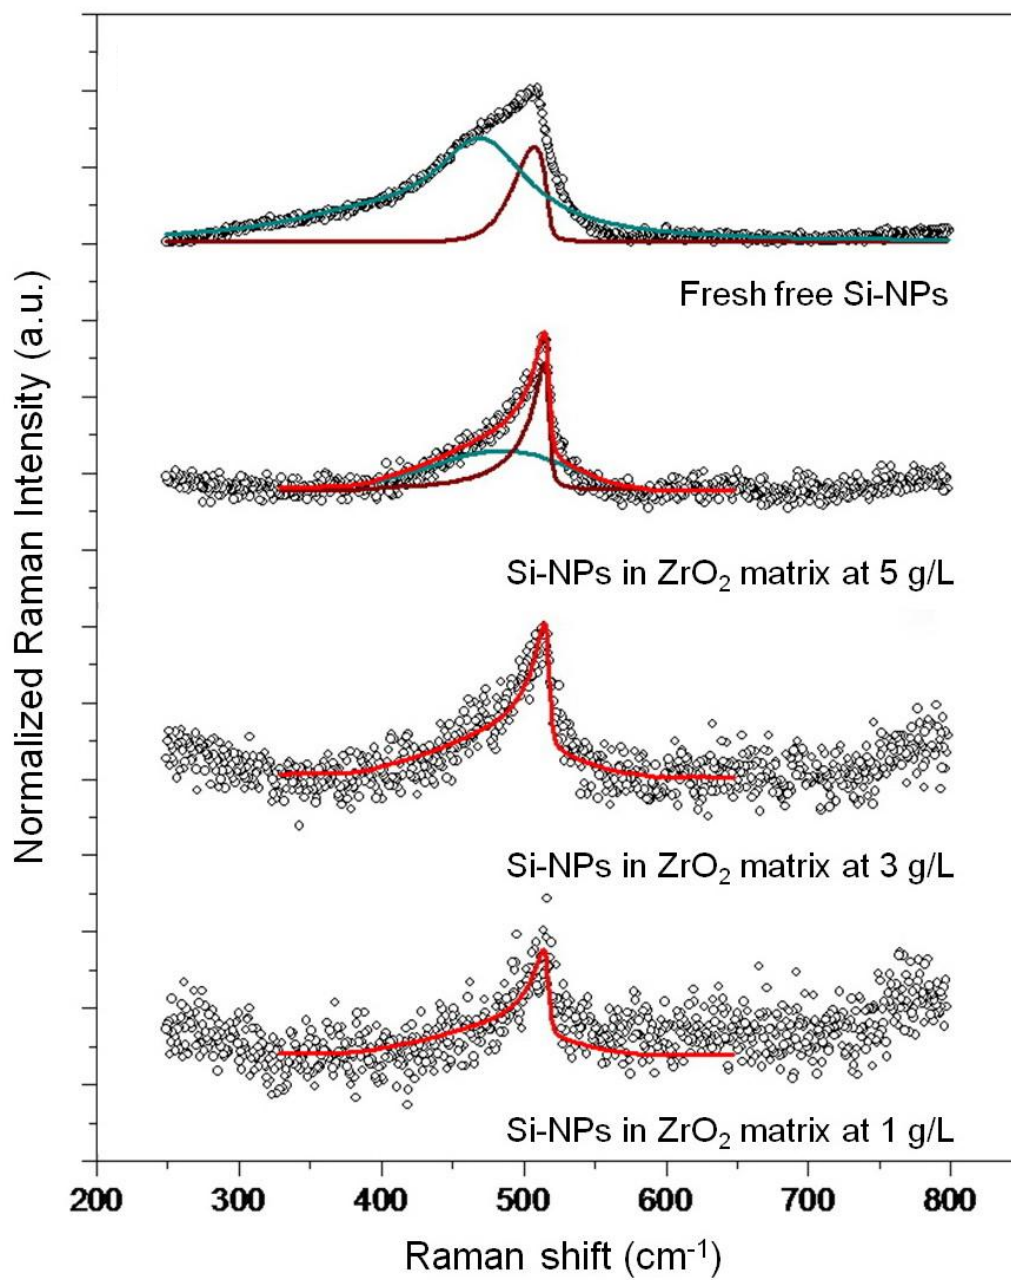 Normalized Raman Intensity (a.u.)
Fresh free Si-NPs
Si-NPs in ZrO₂ matrix at 5 g/L
Si-NPs in ZrO₂ matrix at 3 g/L
Si-NPs in ZrO₂ matrix at 1 g/L
200 300 400 500 600 700 800
Raman shift (cm⁻¹)